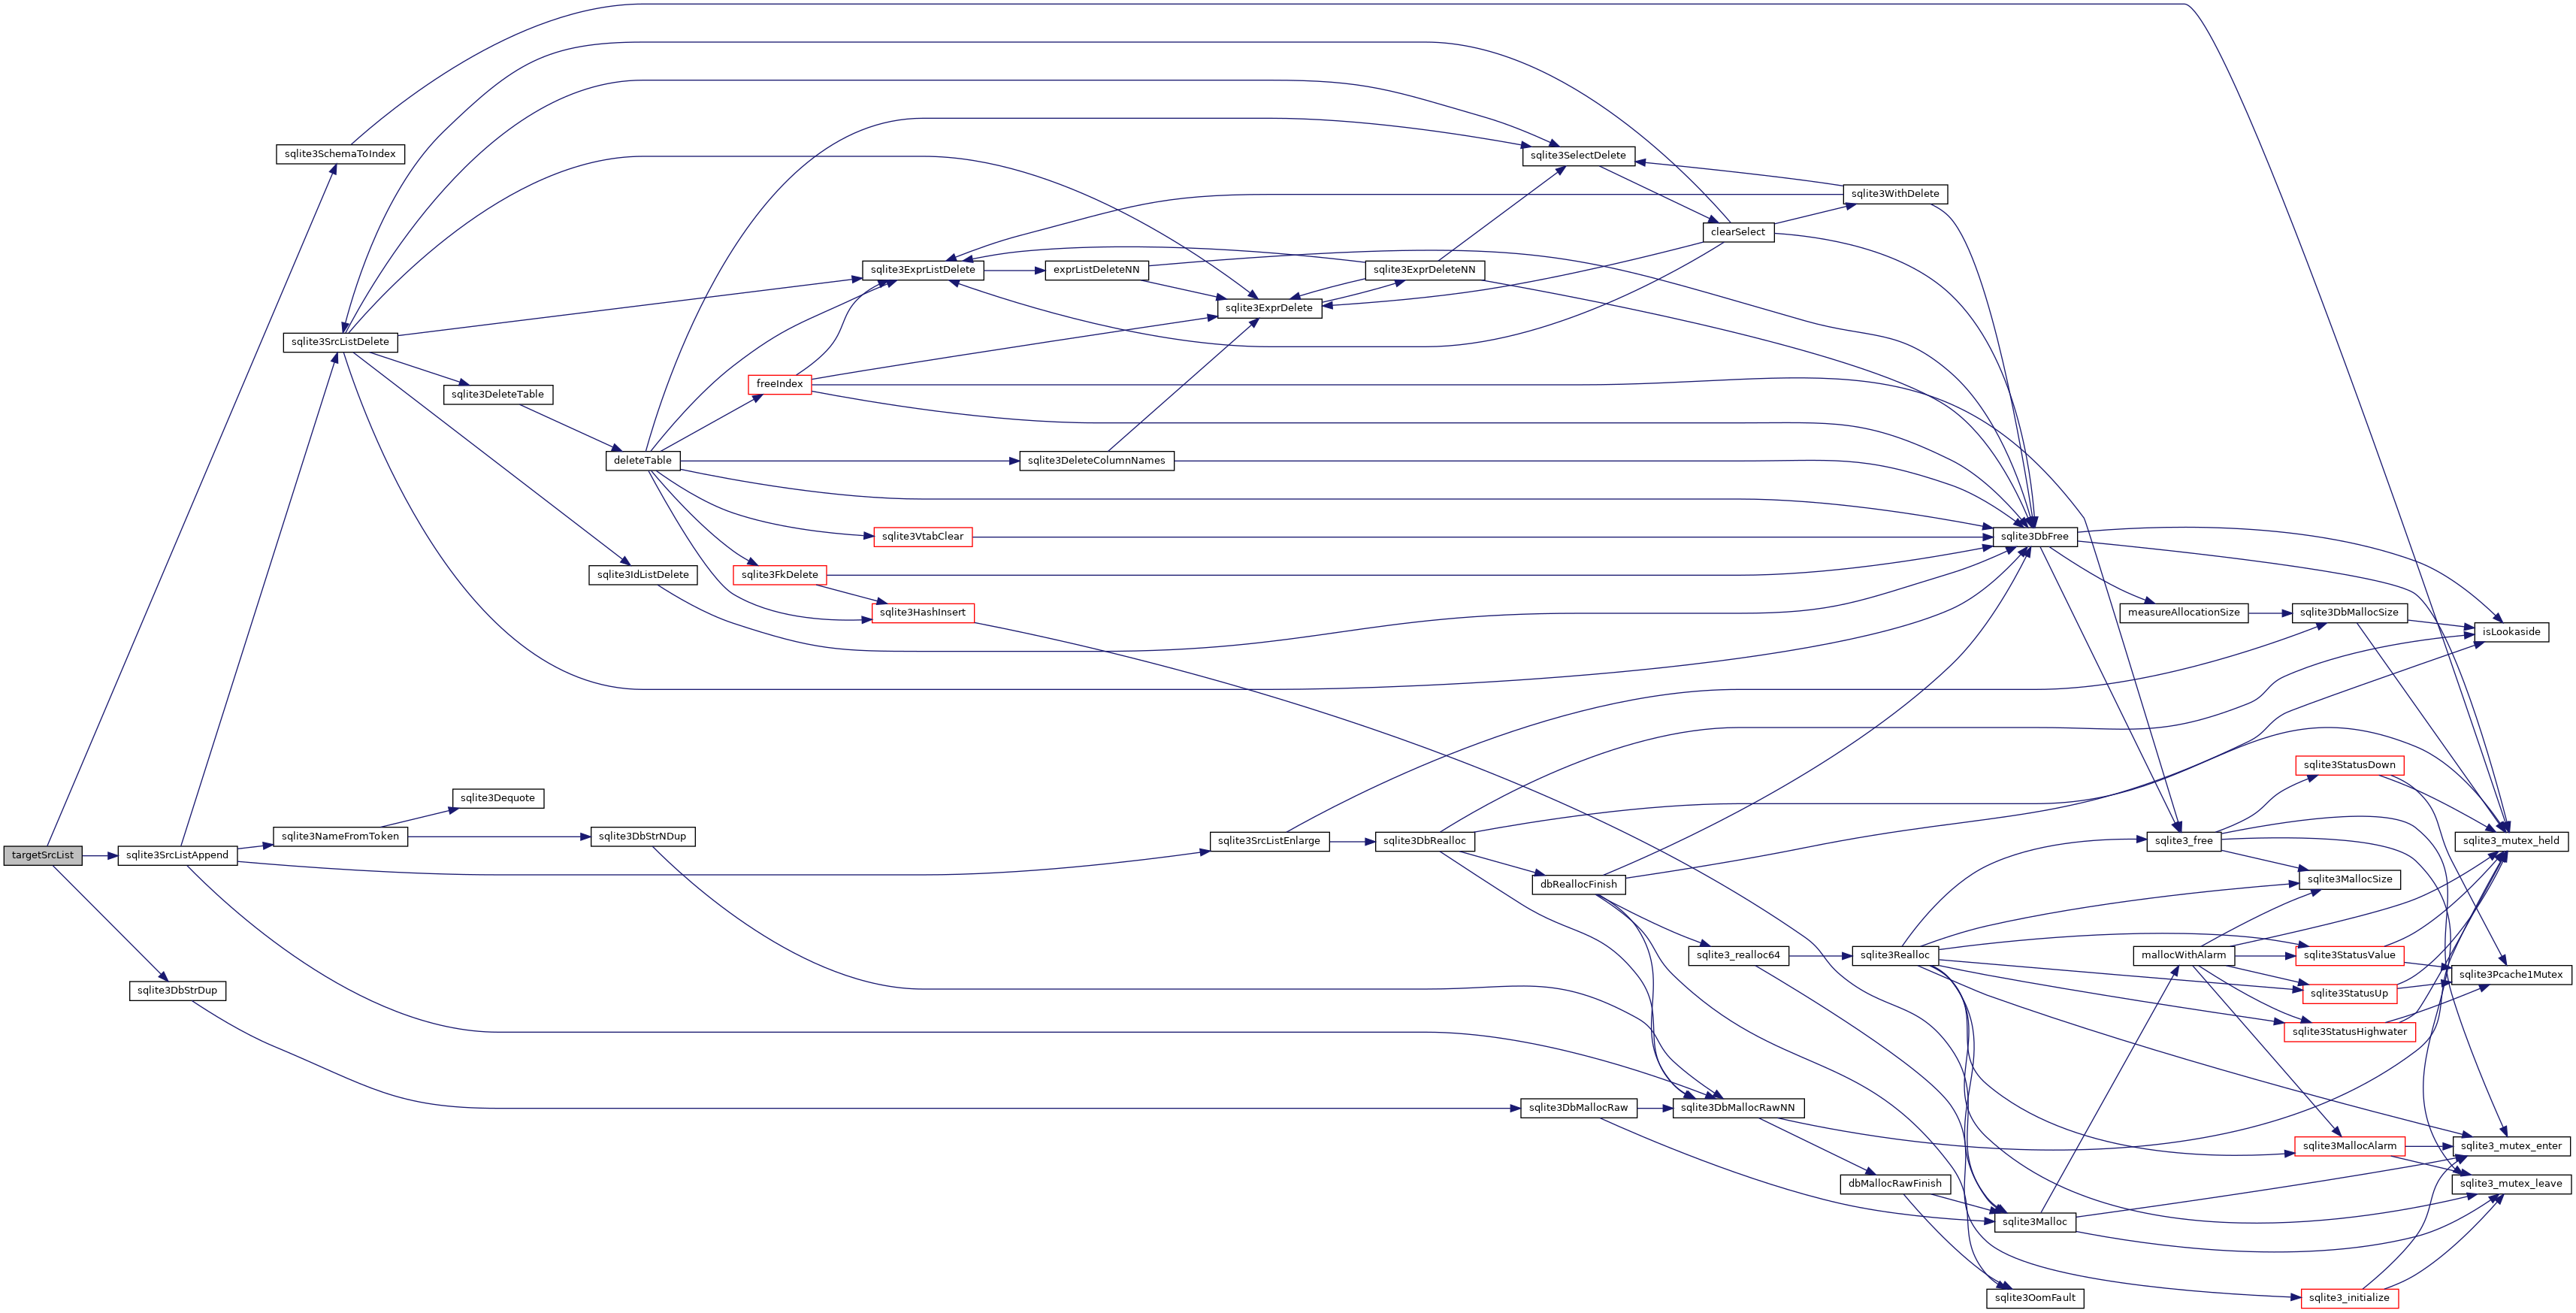 sqlite3SchemaToIndex
sqlite3SelectDelete
sqlite3WithDelete
clearSelect
sqlite3ExprListDelete
exprListDeleteNN
sqlite3ExprDeleteNN
sqlite3ExprDelete
sqlite3SrcListDelete
freeIndex
sqlite3DeleteTable
deleteTable
sqlite3DeleteColumnNames
sqlite3VtabClear
sqlite3DbFree
sqlite3IdListDelete
sqlite3FkDelete
sqlite3HashInsert
measureAllocationSize
sqlite3DbMallocSize
isLookaside
sqlite3StatusDown
sqlite3Dequote
sqlite3NameFromToken
sqlite3DbStrNDup
sqlite3SrcListEnlarge
sqlite3DbRealloc
sqlite3_free
sqlite3_mutex_held
targetSrcList
sqlite3SrcListAppend
dbReallocFinish
sqlite3MallocSize
sqlite3_realloc64
sqlite3Realloc
mallocWithAlarm
sqlite3StatusValue
sqlite3Pcache1Mutex
sqlite3DbStrDup
sqlite3StatusUp
sqlite3StatusHighwater
sqlite3DbMallocRaw
sqlite3DbMallocRawNN
sqlite3MallocAlarm
sqlite3_mutex_enter
dbMallocRawFinish
sqlite3_mutex_leave
sqlite3Malloc
sqlite3OomFault
sqlite3_initialize